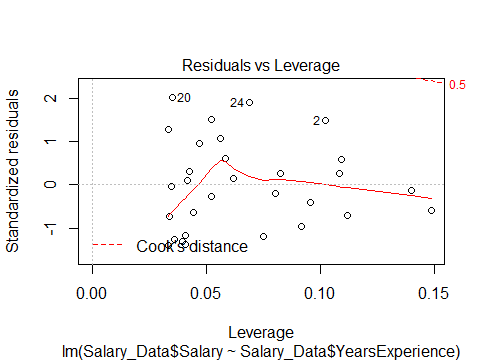 Residuals vs Leverage
Standardized residuals
2
1
0
-1
20
24
2
0.5
Cook's distance
0.00 0.05 0.10 0.15
Leverage
lm(Salary_Data$Salary ~ Salary_Data$YearsExperience)